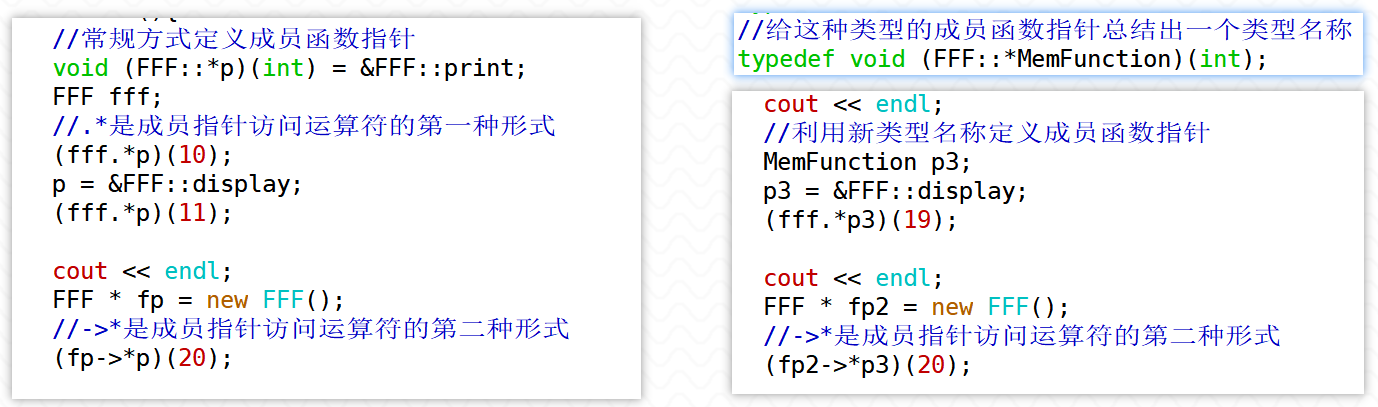 //常规方式定义成员函数指针
void (FFF::*p)(int) = &FFF::print;
FFF fff;
//.*是成员指针访问运算符的第一种形式
(fff.*p)(10);
p = &FFF::display;
(fff.*p)(11);
cout << endl;
FFF * fp = new FFF();
//->*是成员指针访问运算符的第二种形式
(fp->*p)(20);
//给这种类型的成员函数指针总结出一个类型名称
typedef void (FFF::*MemFunction)(int);
cout << endl;
//利用新类型名称定义成员函数指针
MemFunction p3;
p3 = &FFF::display;
(fff.*p3)(19);
cout << endl;
FFF * fp2 = new FFF();
//->*是成员指针访问运算符的第二种形式
(fp2->*p3)(20);